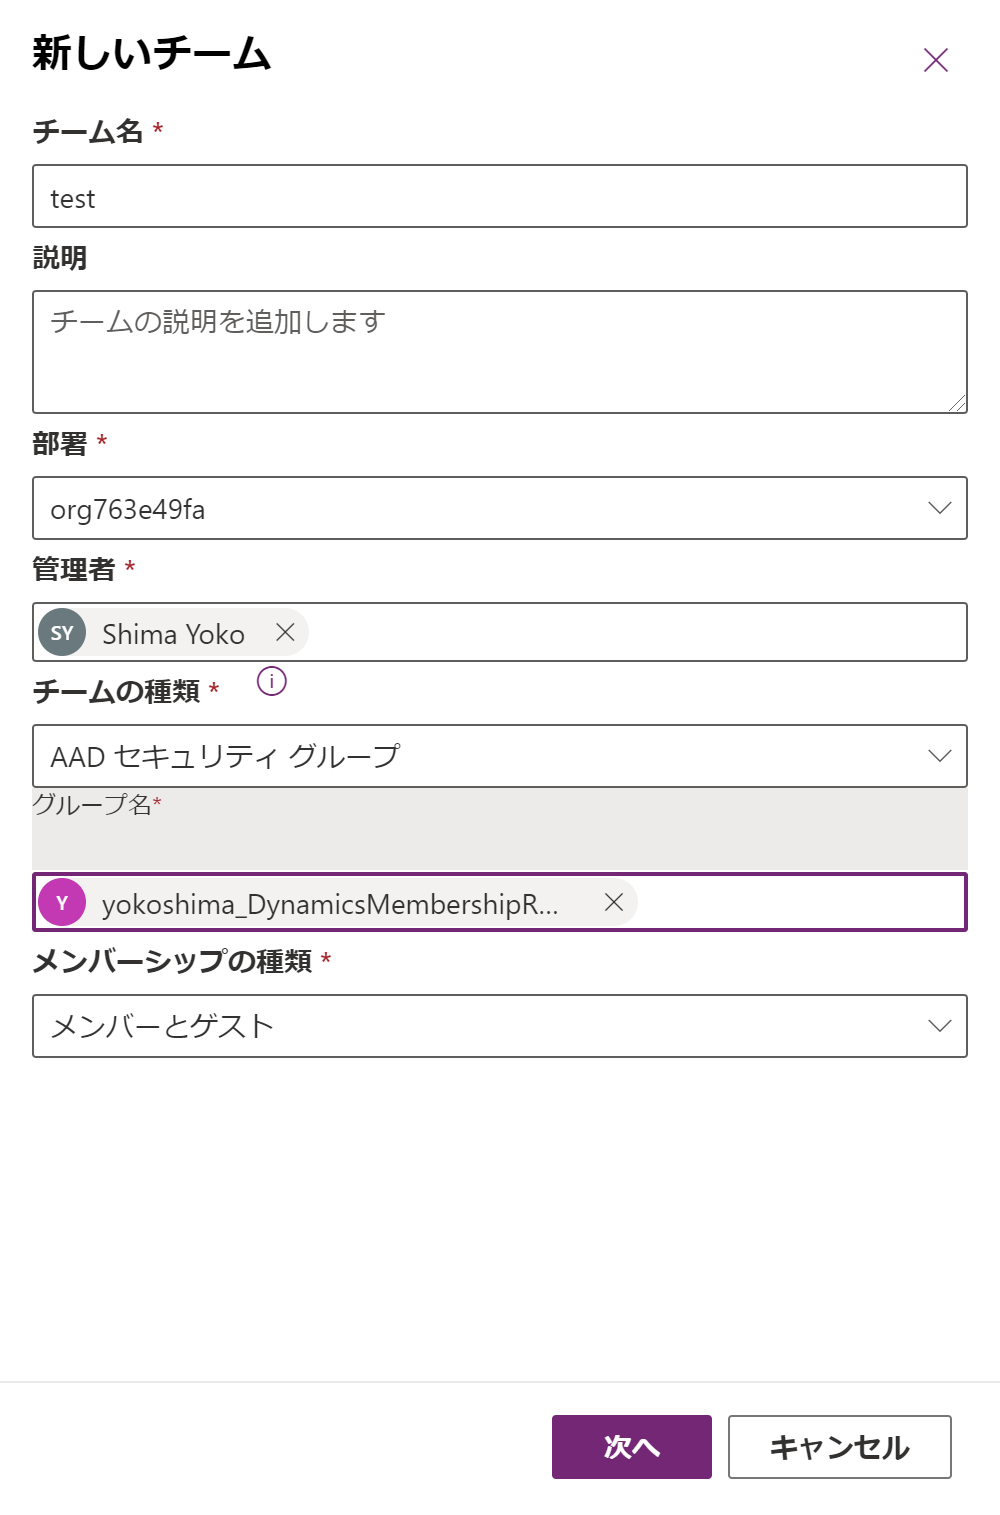 新しいチーム
チーム名 *
test
説明
チームの説明を追加します
部署 *
org763e49fa
管理者 *
SY Shima Yoko
チームの種類 * i
AAD セキュリティ グループ
グループ名*
Y yokoshima_DynamicsMembershipR...
メンバーシップの種類 *
メンバーとゲスト
次へ キャンセル